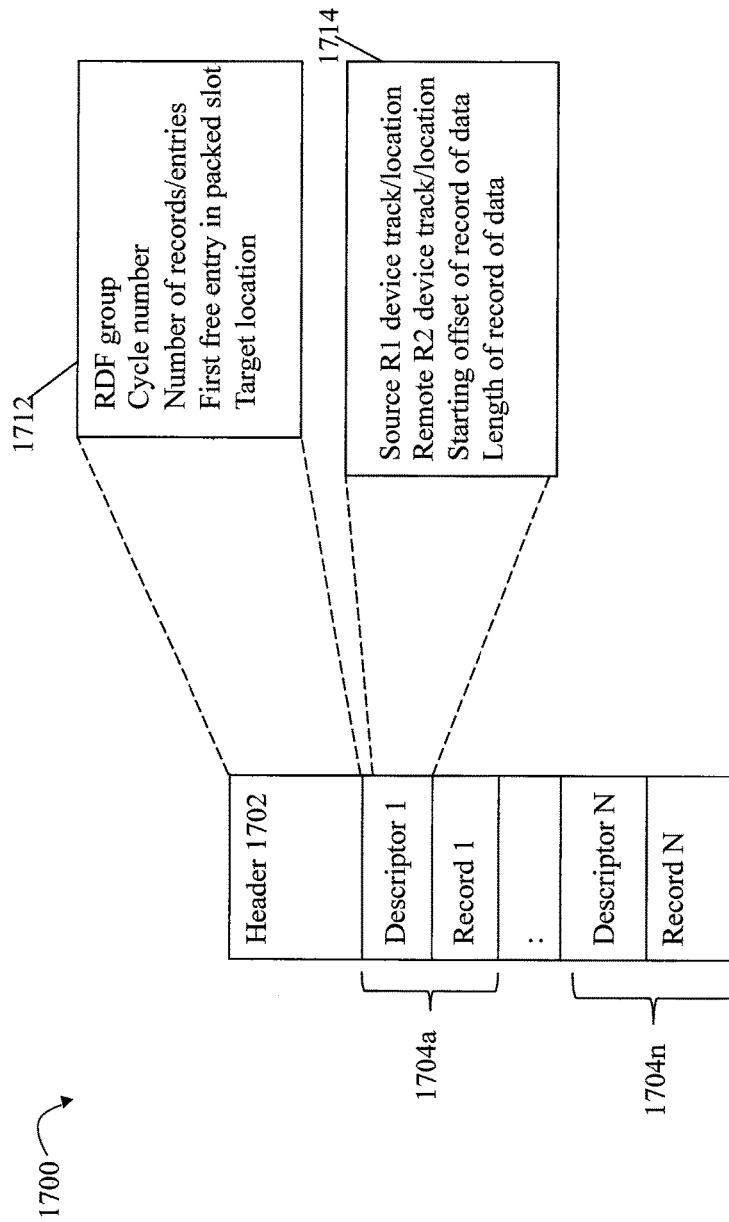 1700
1712
RDF group
Cycle number
Number of records/entries
First free entry in packed slot
Target location
1714
Source R1 device track/location
Remote R2 device track/location
Starting offset of record of data
Length of record of data
Header 1702
Descriptor 1
Record 1
:
Descriptor N
Record N
1704a
1704n